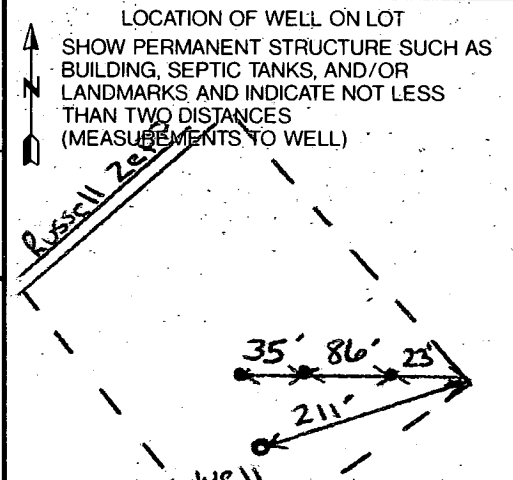 LOCATION OF WELL ON LOT
SHOW PERMANENT STRUCTURE SUCH AS
BUILDING, SEPTIC TANKS, AND/OR
N
LANDMARKS AND INDICATE NOT LESS
THAN TWO DISTANCES
(MEASUREMENTS TO WELL)
Russell
35' 86' 23'
211'
well